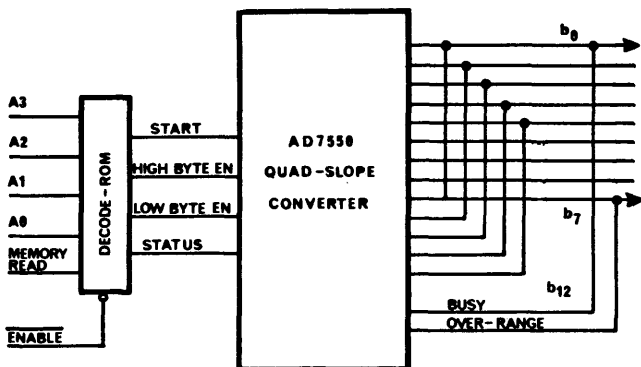 A3
A2
A1
A0
MEMORY
READ
ENABLE
DECODE-ROM
START
HIGH BYTE EN
LOW BYTE EN
STATUS
AD7550
QUAD-SLOPE
CONVERTER
b0
b7
b12
BUSY
OVER-RANGE